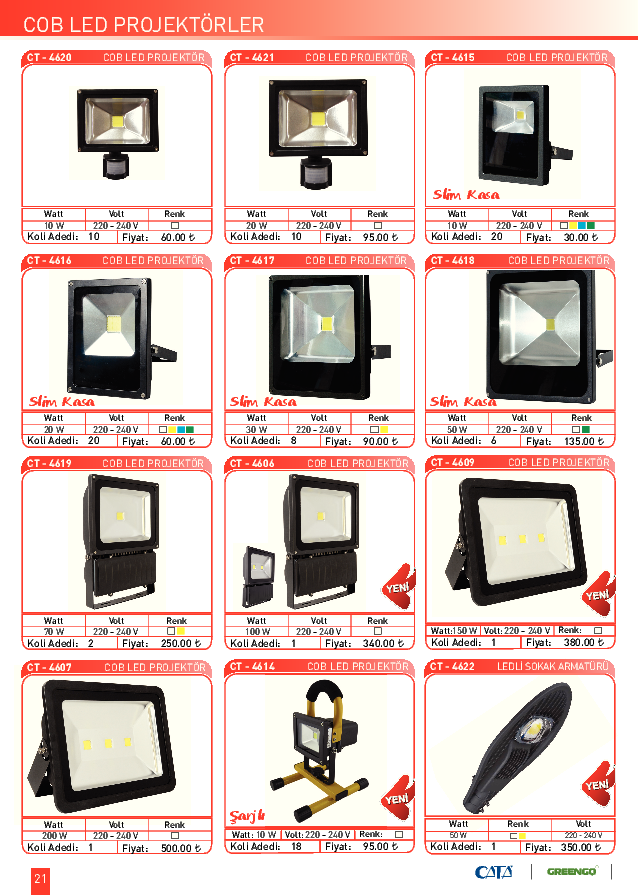 COB LED PROJEKTÖRLER
CT - 4620 COB LED PROJEKTÖR
Watt Volt Renk
10 W 220 - 240 V
Koli Adedi: 10 Fiyat: 60.00 ₺
CT - 4621 COB LED PROJEKTÖR
Watt Volt Renk
20 W 220 - 240 V
Koli Adedi: 10 Fiyat: 95.00 ₺
CT - 4615 COB LED PROJEKTÖR
Slim Kasa
Watt Volt Renk
10 W 220 - 240 V
Koli Adedi: 20 Fiyat: 30.00 ₺
CT - 4616 COB LED PROJEKTÖR
Slim Kasa
Watt Volt Renk
20 W 220 - 240 V
Koli Adedi: 20 Fiyat: 60.00 ₺
CT - 4617 COB LED PROJEKTÖR
Slim Kasa
Watt Volt Renk
30 W 220 - 240 V
Koli Adedi: 8 Fiyat: 90.00 ₺
CT - 4618 COB LED PROJEKTÖR
Slim Kasa
Watt Volt Renk
50 W 220 - 240 V
Koli Adedi: 6 Fiyat: 135.00 ₺
CT - 4619 COB LED PROJEKTÖR
Watt Volt Renk
70 W 220 - 240 V
Koli Adedi: 2 Fiyat: 250.00 ₺
CT - 4606 COB LED PROJEKTÖR
YENİ
Watt Volt Renk
100 W 220 - 240 V
Koli Adedi: 1 Fiyat: 340.00 ₺
CT - 4609 COB LED PROJEKTÖR
YENİ
Watt:150 W Volt: 220 - 240 V Renk:
Koli Adedi: 1 Fiyat: 380.00 ₺
CT - 4607 COB LED PROJEKTÖR
Watt Volt Renk
200 W 220 - 240 V
Koli Adedi: 1 Fiyat: 500.00 ₺
CT - 4614 COB LED PROJEKTÖR
YENİ
Şarjlı
Watt: 10 W Volt: 220 - 240 V Renk:
Koli Adedi: 18 Fiyat: 95.00 ₺
CT - 4622 LEDLİ SOKAK ARMATÜRÜ
YENİ
Watt Renk Volt
50 W 220 - 240 V
Koli Adedi: 1 Fiyat: 350.00 ₺
21
CATA GREENGO